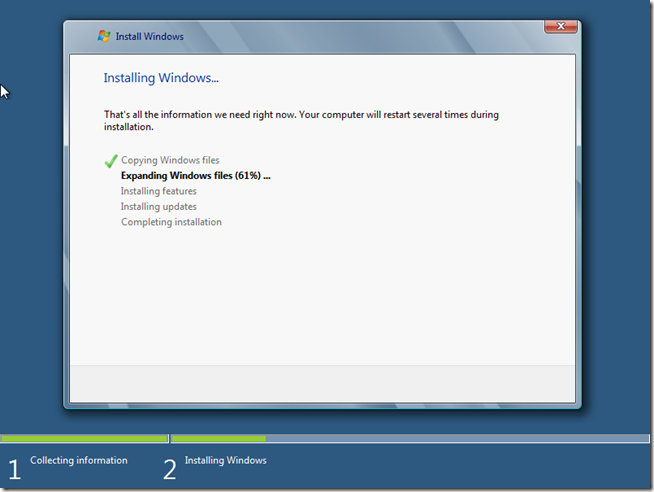 Install Windows
Installing Windows...
That's all the information we need right now. Your computer will restart several times during
installation.
Copying Windows files
Expanding Windows files (61%) ...
Installing features
Installing updates
Completing installation
1 Collecting information
2 Installing Windows